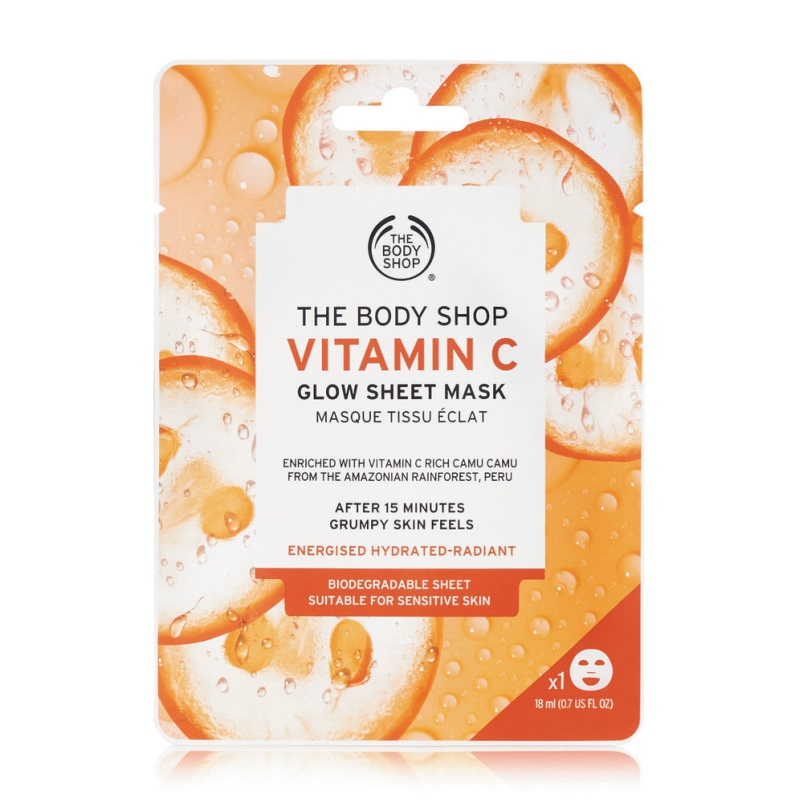 THE
BODY
SHOP
®
THE BODY SHOP
VITAMIN C
GLOW SHEET MASK
MASQUE TISSU ÉCLAT
ENRICHED WITH VITAMIN C RICH CAMU CAMU
FROM THE AMAZONIAN RAINFOREST, PERU
AFTER 15 MINUTES
GRUMPY SKIN FEELS
ENERGISED HYDRATED-RADIANT
BIODEGRADABLE SHEET
SUITABLE FOR SENSITIVE SKIN
x1
18 ml (0.7 US FL OZ)